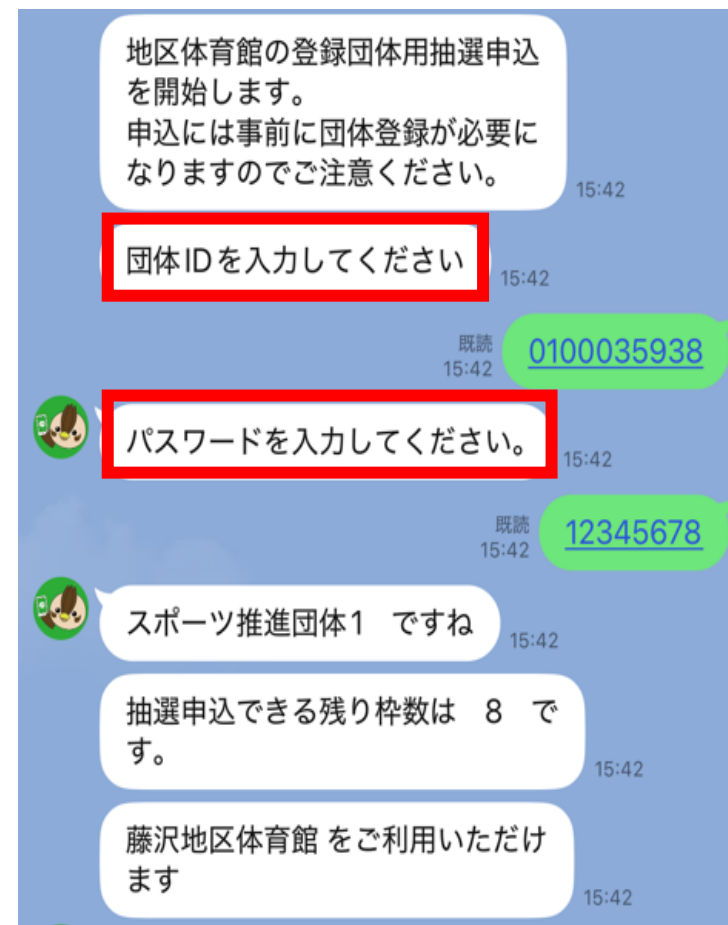 地区体育館の登録団体用抽選申込
を開始します。
申込には事前に団体登録が必要に
なりますのでご注意ください。
15:42
団体IDを入力してください
15:42
既読
15:42
0100035938
パスワードを入力してください。
15:42
既読
15:42
12345678
スポーツ推進団体1　ですね
15:42
抽選申込できる残り枠数は　8　で
す。
15:42
藤沢地区体育館 をご利用いただけ
ます
15:42